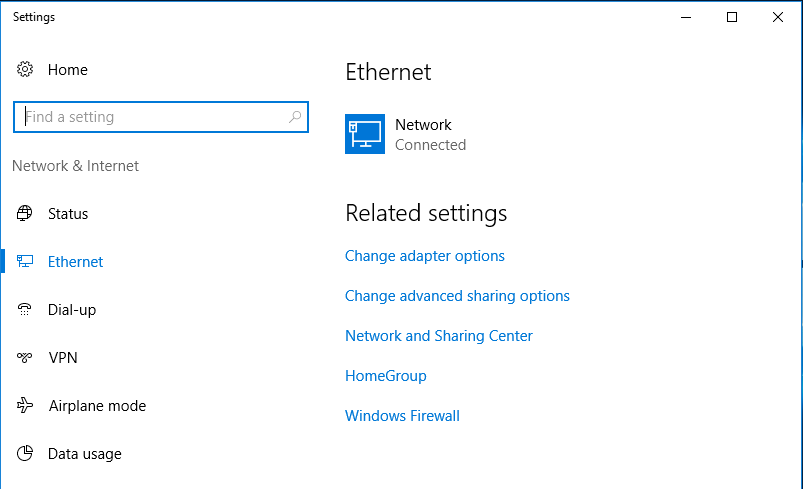 Settings
Home
Find a setting
Network & Internet
Status
Ethernet
Dial-up
VPN
Airplane mode
Data usage
Ethernet
Network
Connected
Related settings
Change adapter options
Change advanced sharing options
Network and Sharing Center
HomeGroup
Windows Firewall